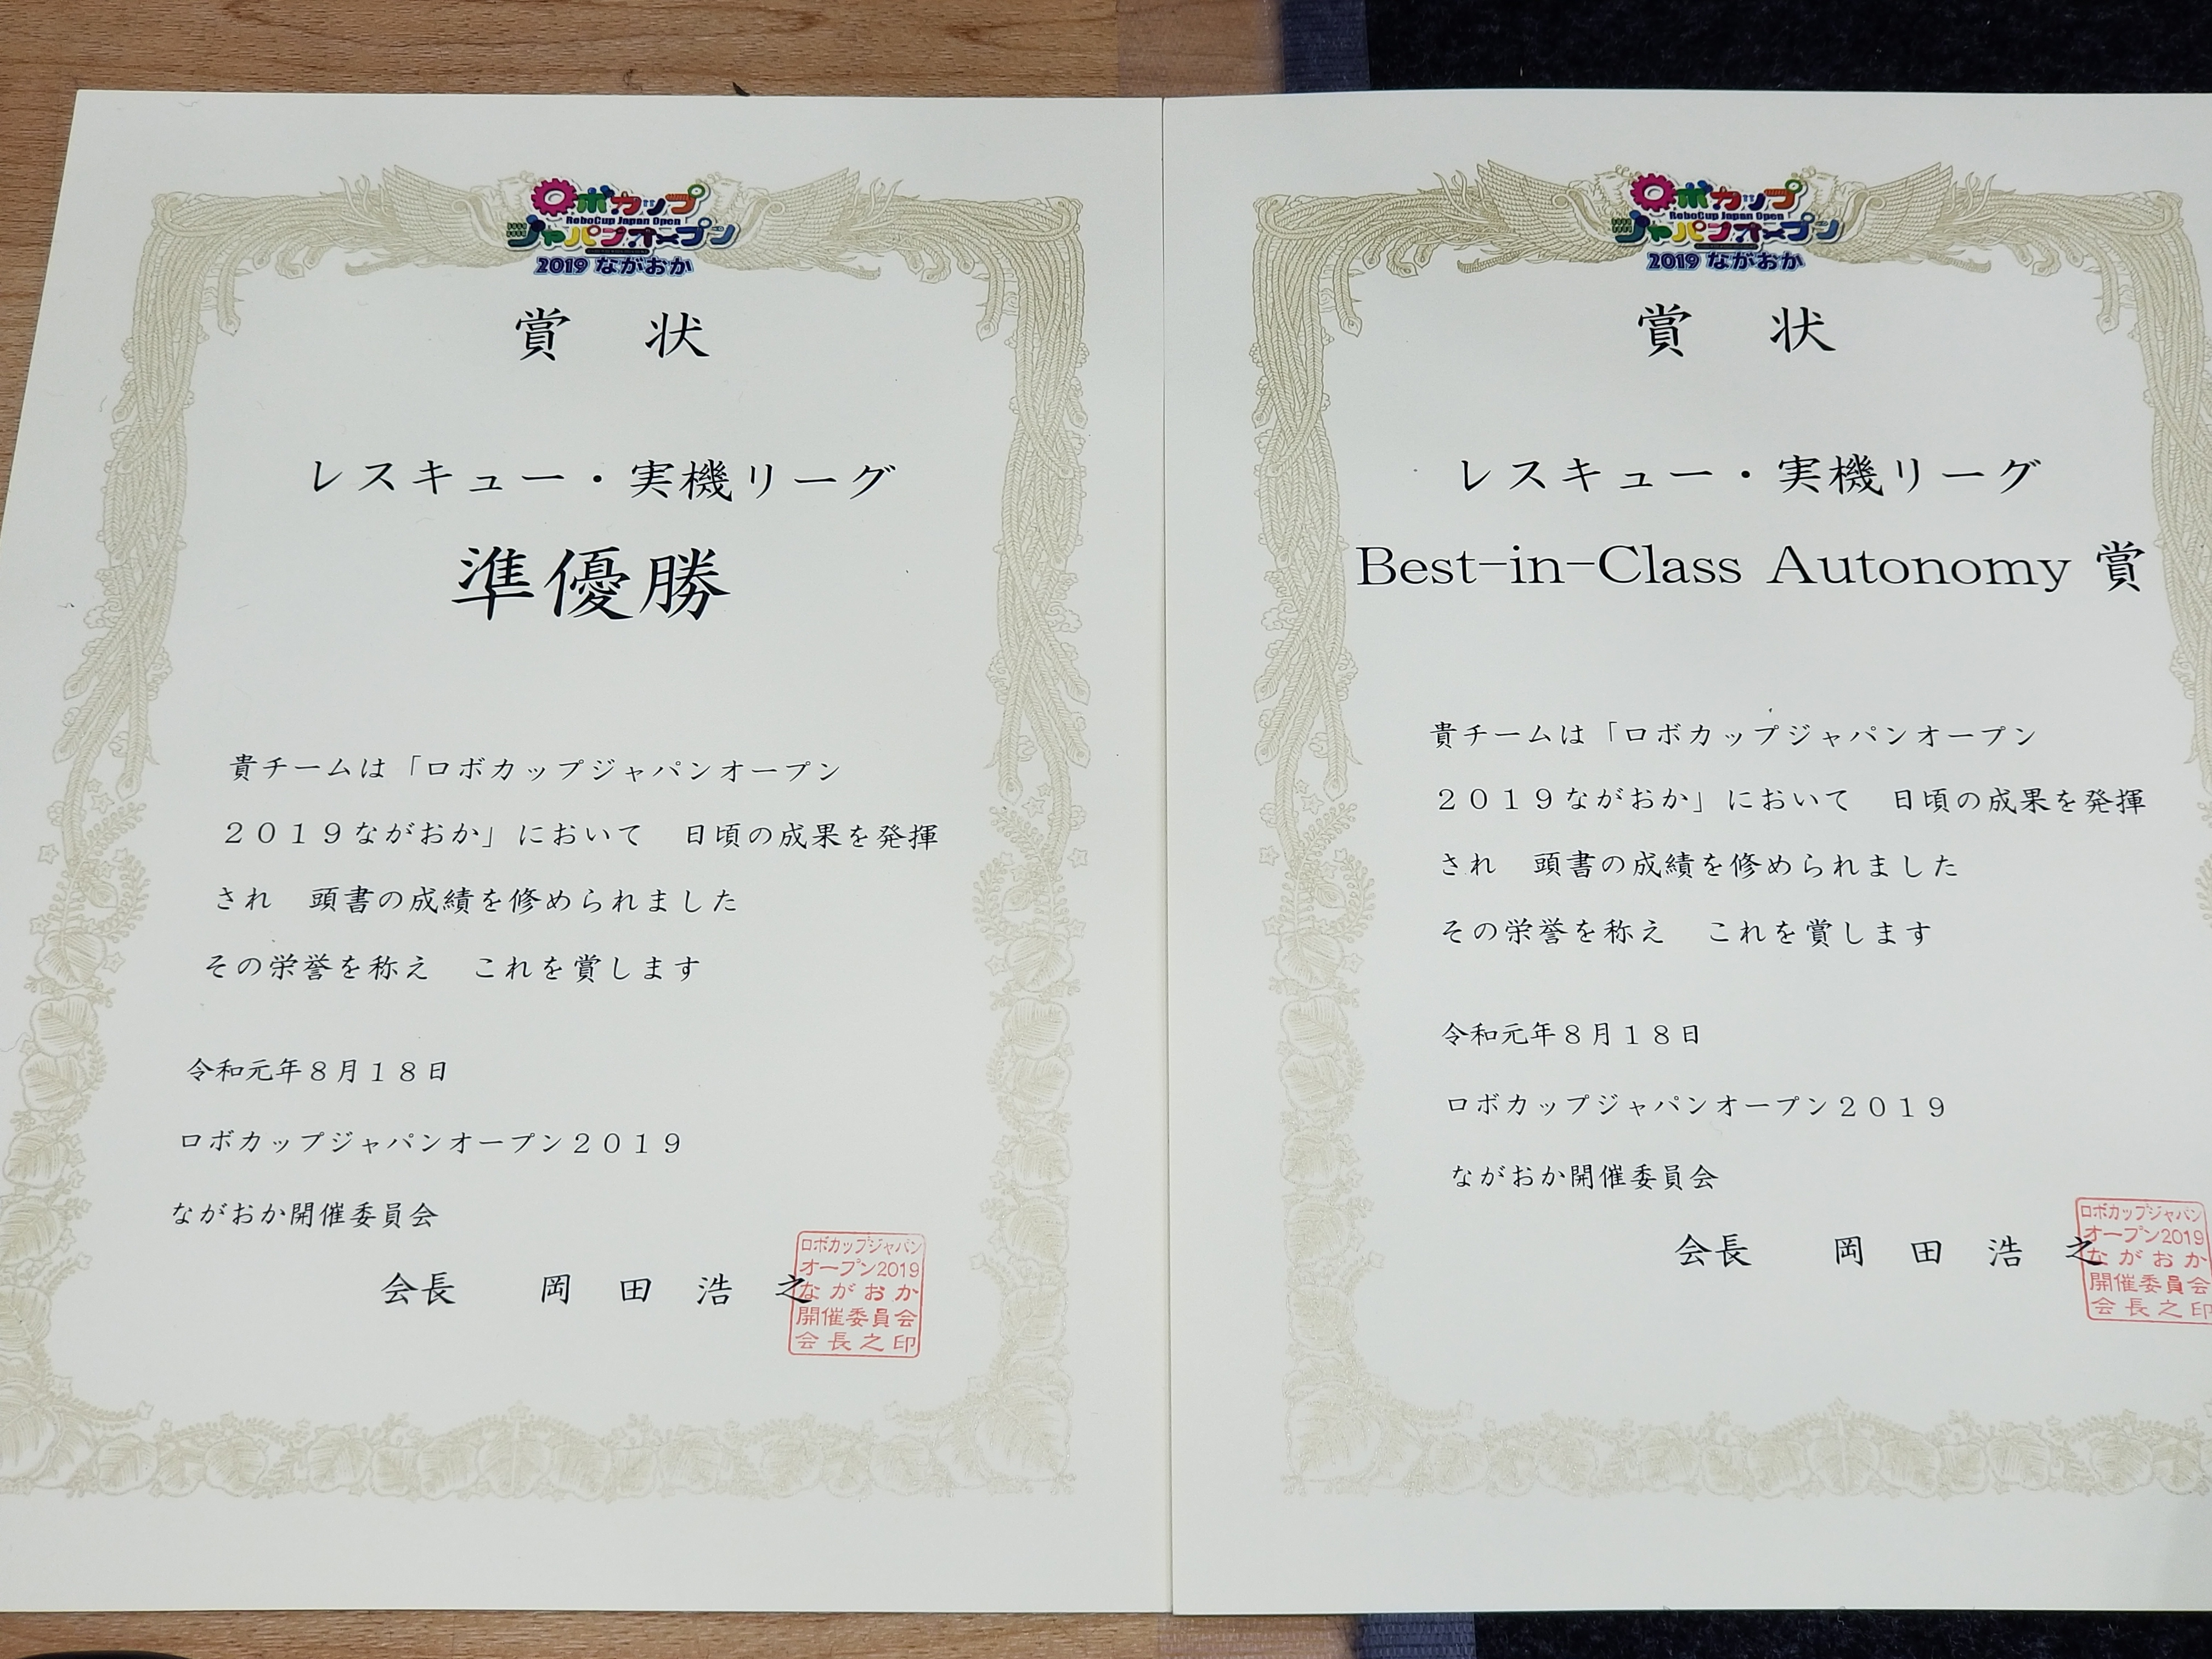 ロボカップ
RoboCup Japan Open
ジャパンオープン
2019 ながおか
賞 状
レスキュー・実機リーグ
準優勝
貴チームは「ロボカップジャパンオープン
２０１９ながおか」において　日頃の成果を発揮
され　頭書の成績を修められました
その栄誉を称え　これを賞します
令和元年８月１８日
ロボカップジャパンオープン２０１９
ながおか開催委員会
会長　岡 田 浩 之
ロボカップジャパン
オープン2019
ながおか
開催委員会
会長之印
ロボカップ
RoboCup Japan Open
ジャパンオープン
2019 ながおか
賞 状
レスキュー・実機リーグ
Best-in-Class Autonomy 賞
貴チームは「ロボカップジャパンオープン
２０１９ながおか」において　日頃の成果を発揮
され　頭書の成績を修められました
その栄誉を称え　これを賞します
令和元年８月１８日
ロボカップジャパンオープン２０１９
ながおか開催委員会
会長　岡 田 浩 之
ロボカップジャパン
オープン2019
ながおか
開催委員会
会長之印